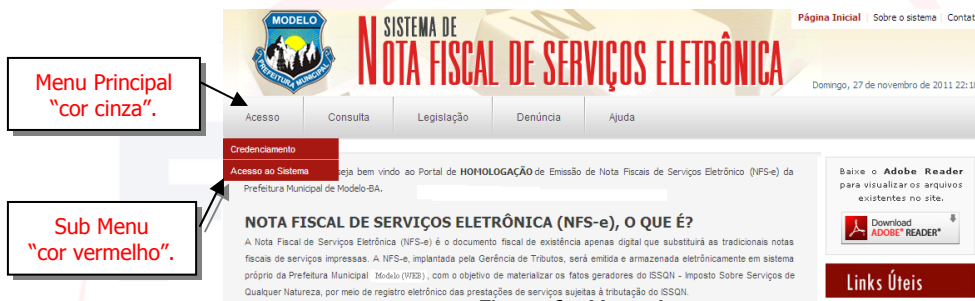 MODELO
PREFEITURA MUNICIPAL
SISTEMA DE
NOTA FISCAL DE SERVIÇOS ELETRÔNICA
Página Inicial | Sobre o sistema | Contat
Domingo, 27 de novembro de 2011 22:18
Menu Principal
“cor cinza”.
Acesso Consulta Legislação Denúncia Ajuda
Credenciamento
Acesso ao Sistema
seja bem vindo ao Portal de HOMOLOGAÇÃO de Emissão de Nota Fiscais de Serviços Eletrônico (NFS-e) da
Prefeitura Municipal de Modelo-BA.
Sub Menu
“cor vermelho”.
NOTA FISCAL DE SERVIÇOS ELETRÔNICA (NFS-e), O QUE É?
A Nota Fiscal de Serviços Eletrônica (NFS-e) é o documento fiscal de existência apenas digital que substituirá as tradicionais notas
fiscais de serviços impressas. A NFS-e, implantada pela Gerência de Tributos, será emitida e armazenada eletronicamente em sistema
próprio da Prefeitura Municipal Modelo(WEB), com o objetivo de materializar os fatos geradores do ISSQN - Imposto Sobre Serviços de
Qualquer Natureza, por meio de registro eletrônico das prestações de serviços sujeitas à tributação do ISSQN.
Baixe o Adobe Reader
para visualizar os arquivos
existentes no site.
Download
ADOBE® READER®
Links Úteis